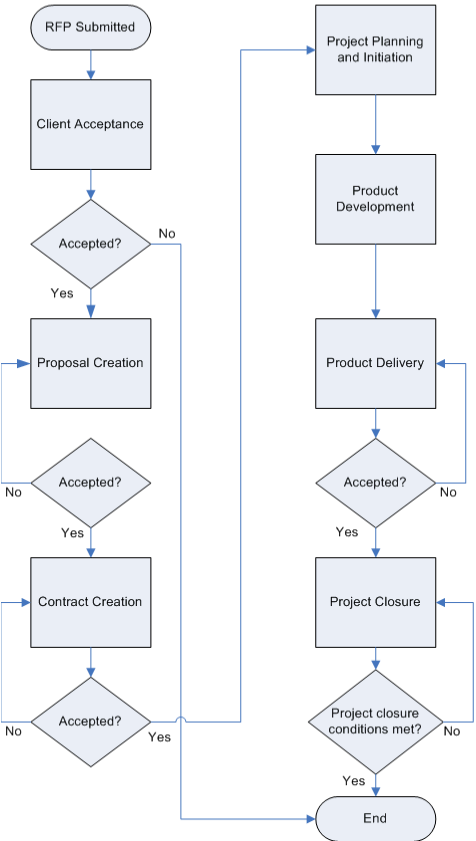 RFP Submitted
Client Acceptance
Accepted?
No
Yes
Proposal Creation
Accepted?
No
Yes
Contract Creation
Accepted?
No
Yes
Project Planning
and Initiation
Product
Development
Product Delivery
Accepted?
No
Yes
Project Closure
Project closure
conditions met?
No
Yes
End